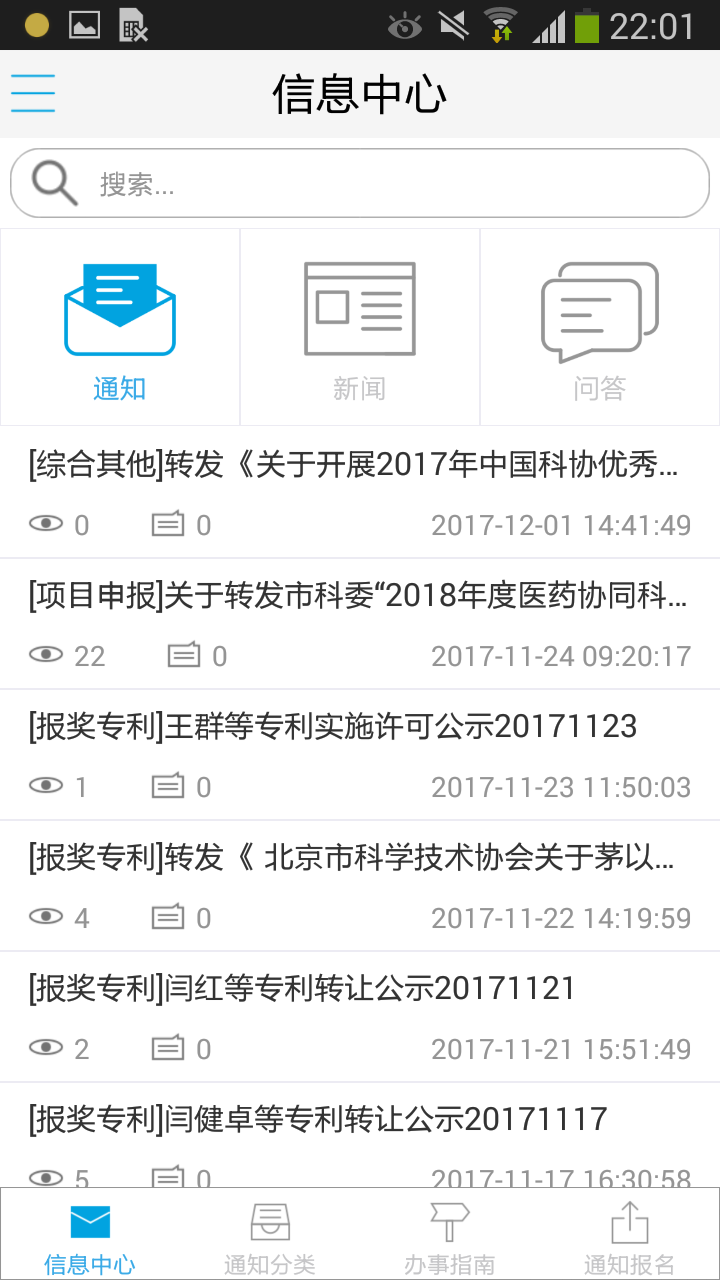 22:01
信息中心
搜索...
通知
新闻
问答
[综合其他]转发《关于开展2017年中国科协优秀...
0 0 2017-12-01 14:41:49
[项目申报]关于转发市科委“2018年度医药协同科...
22 0 2017-11-24 09:20:17
[报奖专利]王群等专利实施许可公示20171123
1 0 2017-11-23 11:50:03
[报奖专利]转发《 北京市科学技术协会关于茅以...
4 0 2017-11-22 14:19:59
[报奖专利]闫红等专利转让公示20171121
2 0 2017-11-21 15:51:49
[报奖专利]闫健卓等专利转让公示20171117
5 0 2017-11-17 16:30:58
信息中心
通知分类
办事指南
通知报名